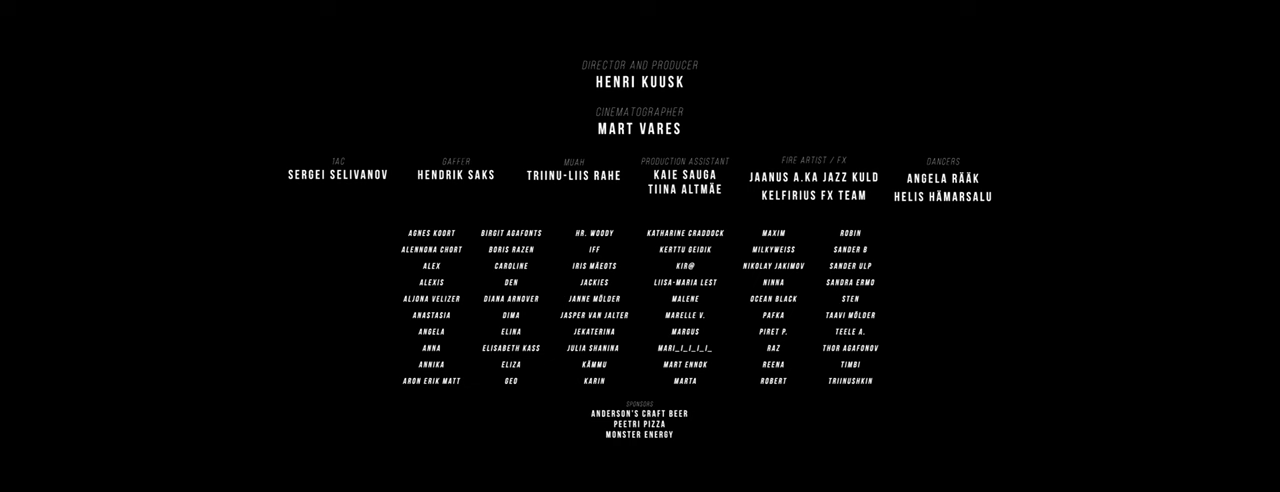 DIRECTOR AND PRODUCER
HENRI KUUSK
CINEMATOGRAPHER
MART VARES
1AC
SERGEI SELIVANOV
GAFFER
HENDRIK SAKS
MUAH
TRIINU-LIIS RAHE
PRODUCTION ASSISTANT
KAIE SAUGA
TIINA ALTMÄE
FIRE ARTIST / FX
JAANUS A.KA JAZZ KULD
KELFIRIUS FX TEAM
DANCERS
ANGELA RÄÄK
HELIS HÄMARSALU
AGNES KOORT BIRGIT AGAFONTS HR. WOODY KATHARINE CRADDOCK MAXIM ROBIN
ALENNONA CHORT BORIS RAZEN IFF KERTTU GEIDIK MILKYWEISS SANDER B
ALEX CAROLINE IRIS MÄEOTS KIR@ NIKOLAY JAKIMOV SANDER ULP
ALEXIS DEN JACKIES LIISA-MARIA LEST NINNA SANDRA ERMO
ALJONA VELIZER DIANA ARNOVER JANNE MÖLDER MALENE OCEAN BLACK STEN
ANASTASIA DIMA JASPER VAN JALTER MARELLE V. PAFKA TAAVI MÖLDER
ANGELA ELINA JEKATERINA MARGUS PIRET P. TEELE A.
ANNA ELISABETH KASS JULIA SHANINA MARI_I_I_I_I_ RAZ THOR AGAFONOV
ANNIKA ELIZA KÄMMU MART ENNOK REENA TIMBI
ARON ERIK MATT GEO KARIN MARTA ROBERT TRIINUSHKIN
SPONSORS
ANDERSON'S CRAFT BEER
PEETRI PIZZA
MONSTER ENERGY